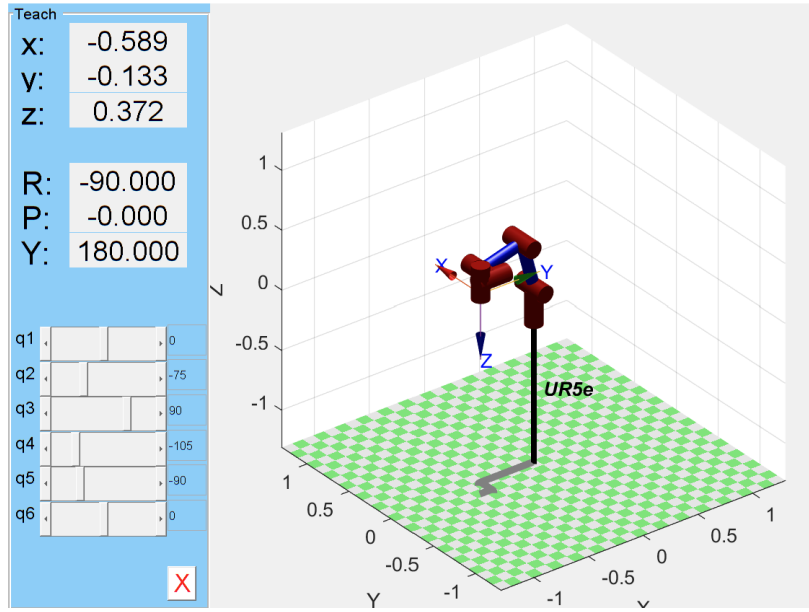 Teach
x: -0.589
y: -0.133
z: 0.372
R: -90.000
P: -0.000
Y: 180.000
q1 0
q2 -75
q3 90
q4 -105
q5 -90
q6 0
X
1
0.5
0
-0.5
-1
Z
X
Y
Z
UR5e
1
0.5
0
-0.5
-1
Y
1
0.5
0
-0.5
-1
X